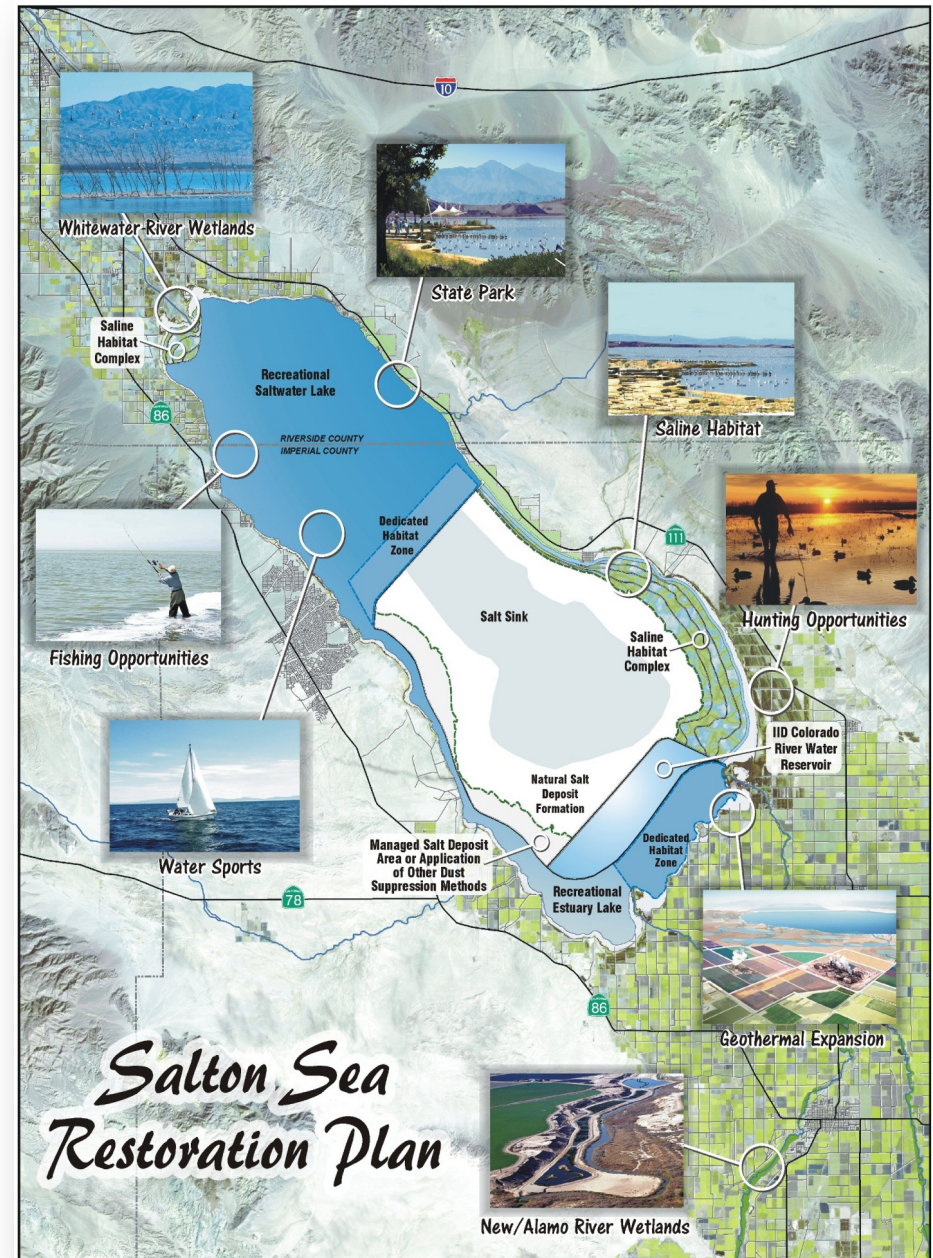 10
Whitewater River Wetlands
State Park
Saline
Habitat
Complex
Recreational
Saltwater Lake
86
Saline Habitat
RIVERSIDE COUNTY
IMPERIAL COUNTY
Dedicated
Habitat
Zone
111
Fishing Opportunities
Salt Sink
Hunting Opportunities
Saline
Habitat
Complex
IID Colorado
River Water
Reservoir
Natural Salt
Deposit
Formation
Water Sports
Managed Salt Deposit
Area or Application
of Other Dust
Suppression Methods
Dedicated
Habitat
Zone
78
Recreational
Estuary Lake
86
Geothermal Expansion
Salton Sea
Restoration Plan
New/Alamo River Wetlands